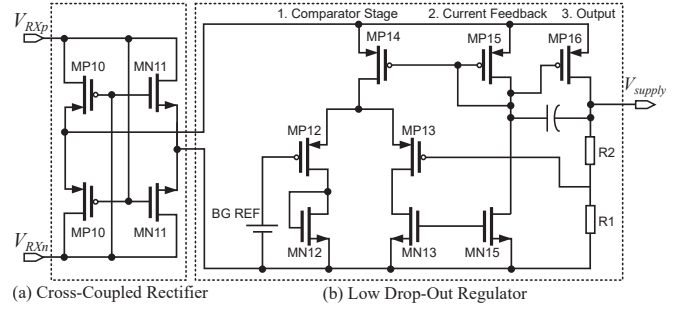 1. Comparator Stage 2. Current Feedback 3. Output
V_RXp
MP14 MP15 MP16
MP10 MN11
V_supply
MP12 MP13
R2
BG REF
R1
MP10 MN11
MN12 MN13 MN15
V_RXn
(a) Cross-Coupled Rectifier (b) Low Drop-Out Regulator